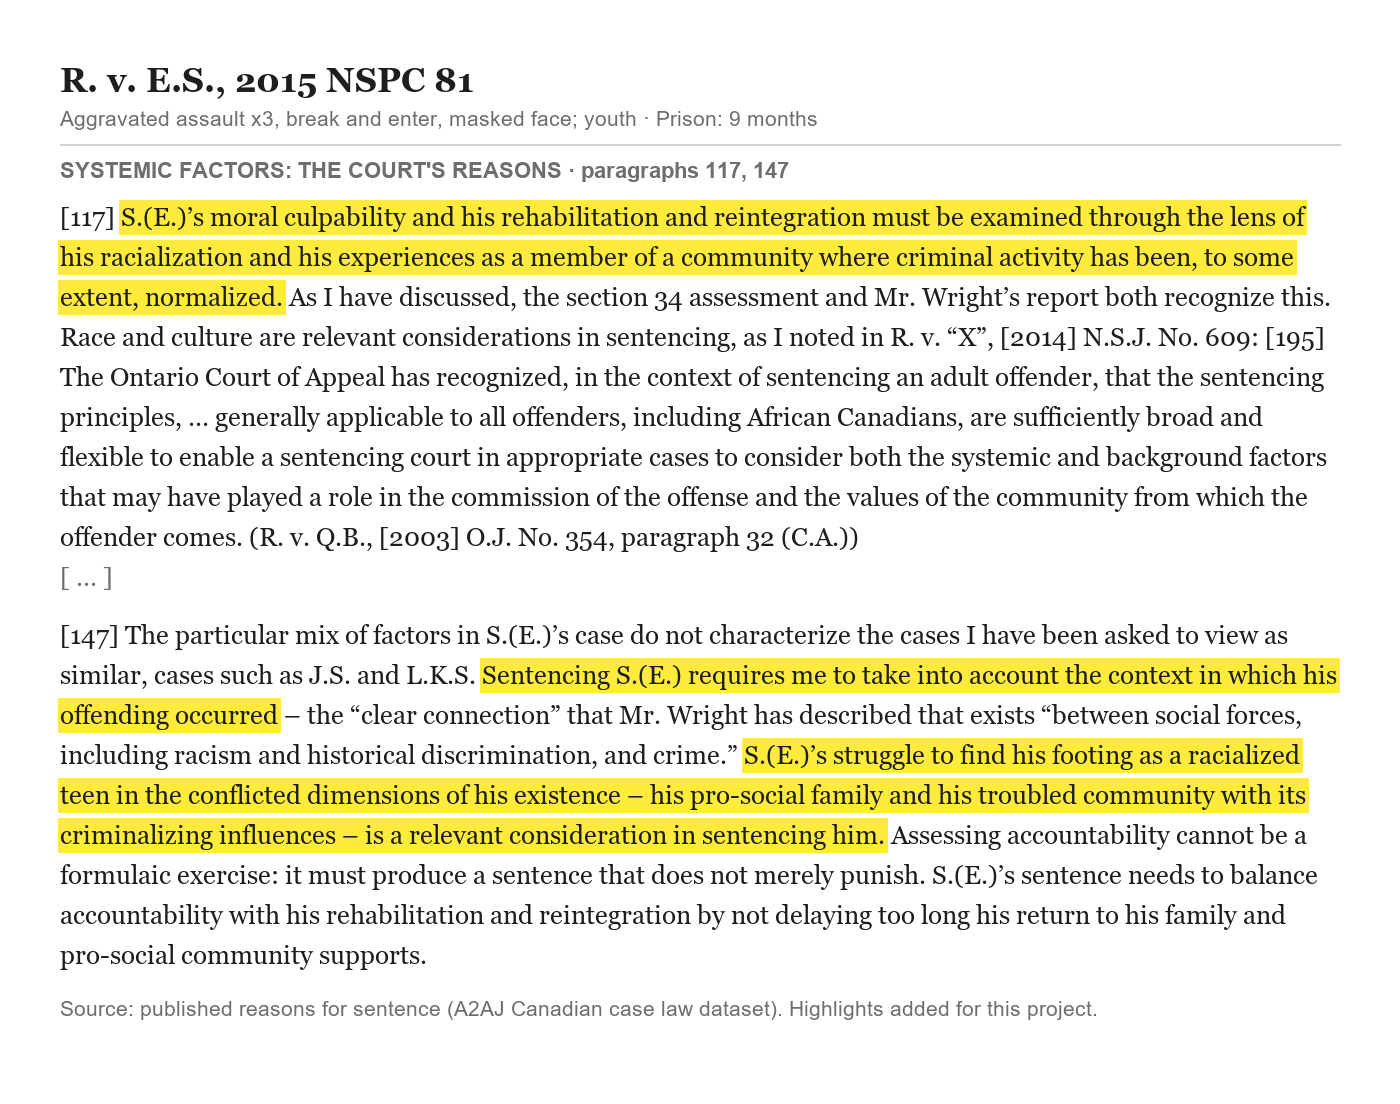 R. v. E.S., 2015 NSPC 81
Aggravated assault x3, break and enter, masked face; youth · Prison: 9 months
SYSTEMIC FACTORS: THE COURT'S REASONS · paragraphs 117, 147
[117] S.(E.)’s moral culpability and his rehabilitation and reintegration must be examined through the lens of
his racialization and his experiences as a member of a community where criminal activity has been, to some
extent, normalized. As I have discussed, the section 34 assessment and Mr. Wright’s report both recognize this.
Race and culture are relevant considerations in sentencing, as I noted in R. v. “X”, [2014] N.S.J. No. 609: [195]
The Ontario Court of Appeal has recognized, in the context of sentencing an adult offender, that the sentencing
principles, ... generally applicable to all offenders, including African Canadians, are sufficiently broad and
flexible to enable a sentencing court in appropriate cases to consider both the systemic and background factors
that may have played a role in the commission of the offense and the values of the community from which the
offender comes. (R. v. Q.B., [2003] O.J. No. 354, paragraph 32 (C.A.))
[ ... ]
[147] The particular mix of factors in S.(E.)’s case do not characterize the cases I have been asked to view as
similar, cases such as J.S. and L.K.S. Sentencing S.(E.) requires me to take into account the context in which his
offending occurred – the “clear connection” that Mr. Wright has described that exists “between social forces,
including racism and historical discrimination, and crime.” S.(E.)’s struggle to find his footing as a racialized
teen in the conflicted dimensions of his existence – his pro-social family and his troubled community with its
criminalizing influences – is a relevant consideration in sentencing him. Assessing accountability cannot be a
formulaic exercise: it must produce a sentence that does not merely punish. S.(E.)’s sentence needs to balance
accountability with his rehabilitation and reintegration by not delaying too long his return to his family and
pro-social community supports.
Source: published reasons for sentence (A2AJ Canadian case law dataset). Highlights added for this project.